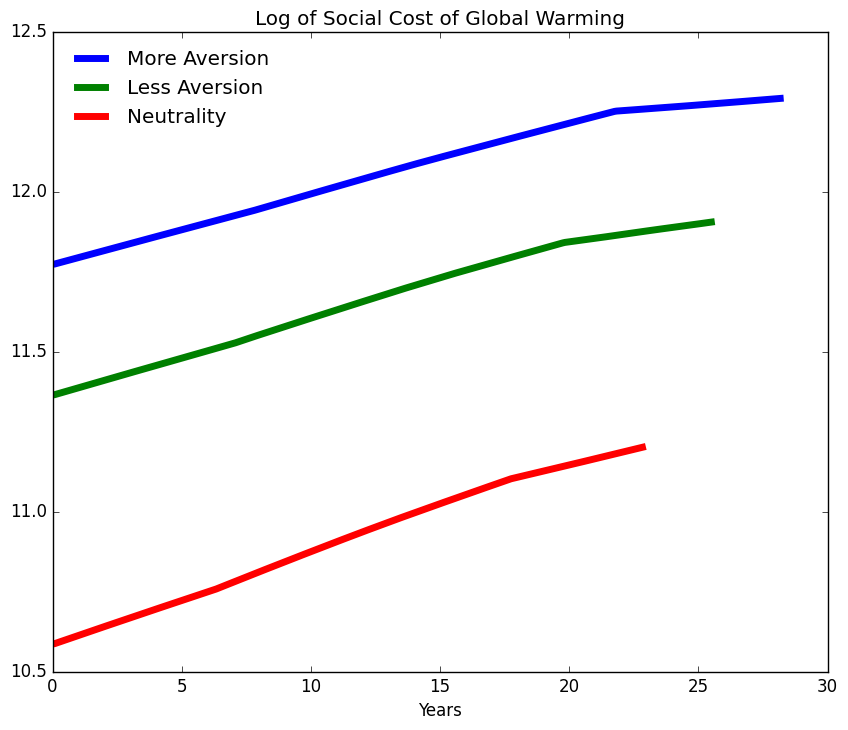 Log of Social Cost of Global Warming
12.5
12.0
11.5
11.0
10.5
More Aversion
Less Aversion
Neutrality
0 5 10 15 20 25 30
Years